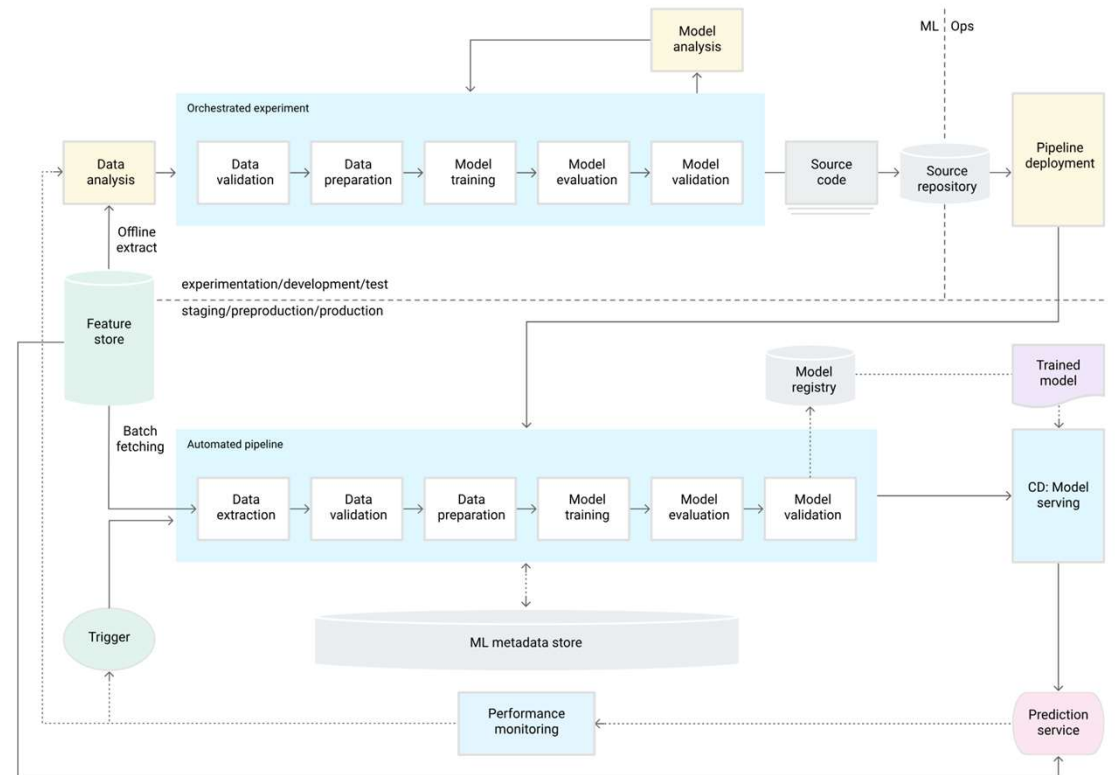 ML
Ops
Model
analysis
Orchestrated experiment
Data
analysis
Data
validation
Data
preparation
Model
training
Model
evaluation
Model
validation
Source
code
Source
repository
Pipeline
deployment
Offline
extract
experimentation/development/test
staging/preproduction/production
Feature
store
Model
registry
Trained
model
Batch
fetching
Automated pipeline
Data
extraction
Data
validation
Data
preparation
Model
training
Model
evaluation
Model
validation
CD: Model
serving
Trigger
ML metadata store
Performance
monitoring
Prediction
service